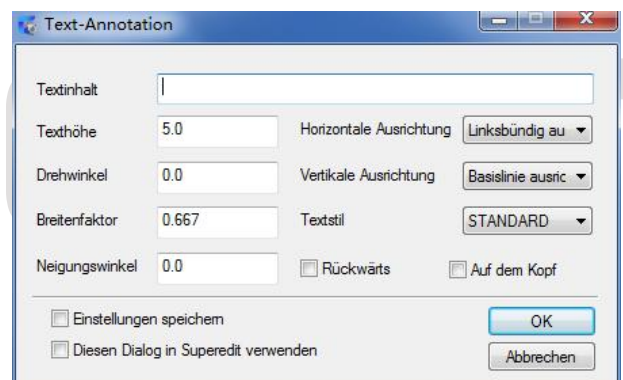 Text-Annotation
Textinhalt
Texthöhe 5.0 Horizontale Ausrichtung Linksbündig au
Drehwinkel 0.0 Vertikale Ausrichtung Basislinie ausric
Breitenfaktor 0.667 Textstil STANDARD
Neigungswinkel 0.0 Rückwärts Auf dem Kopf
Einstellungen speichern OK
Diesen Dialog in Superedit verwenden Abbrechen